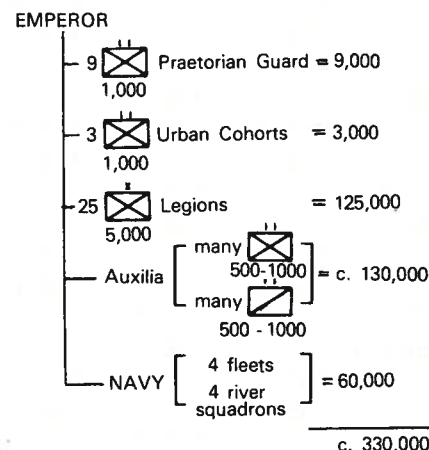 EMPEROR
9 Praetorian Guard = 9,000
1,000
3 Urban Cohorts = 3,000
1,000
25 Legions = 125,000
5,000
many
500-1000
Auxilia = c. 130,000
many
500 - 1000
4 fleets
NAVY = 60,000
4 river
squadrons
c. 330,000